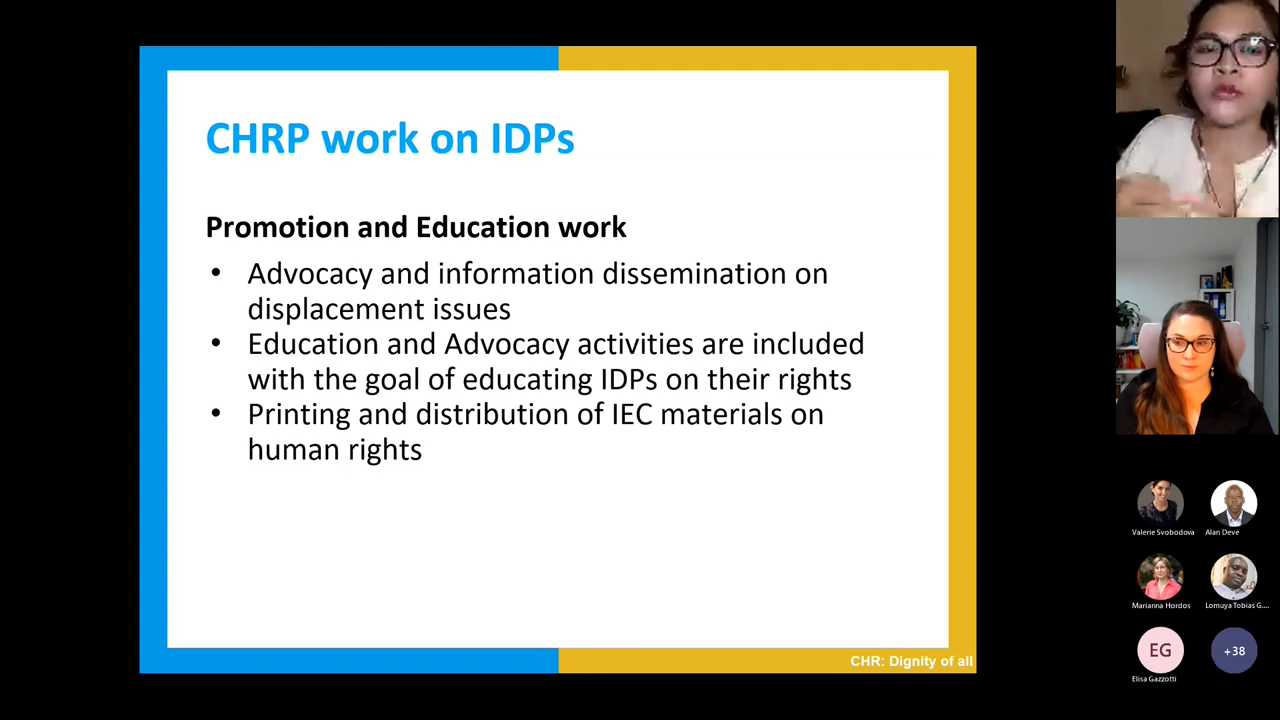 CHRP work on IDPs
Promotion and Education work
• Advocacy and information dissemination on
displacement issues
• Education and Advocacy activities are included
with the goal of educating IDPs on their rights
• Printing and distribution of IEC materials on
human rights
CHR: Dignity of all
Valerie Svobodova
Alan Deve
Marianna Hordos
Lomuya Tobias G....
EG
+38
Elisa Gazzotti